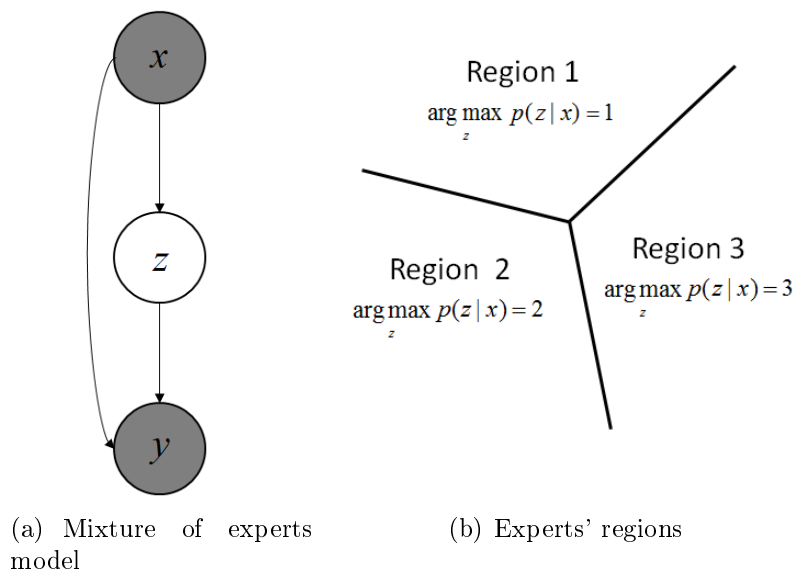 x
z
y
Region 1
arg max p(z | x) = 1
z
Region 2
arg max p(z | x) = 2
z
Region 3
arg max p(z | x) = 3
z
(a) Mixture of experts
model
(b) Experts' regions